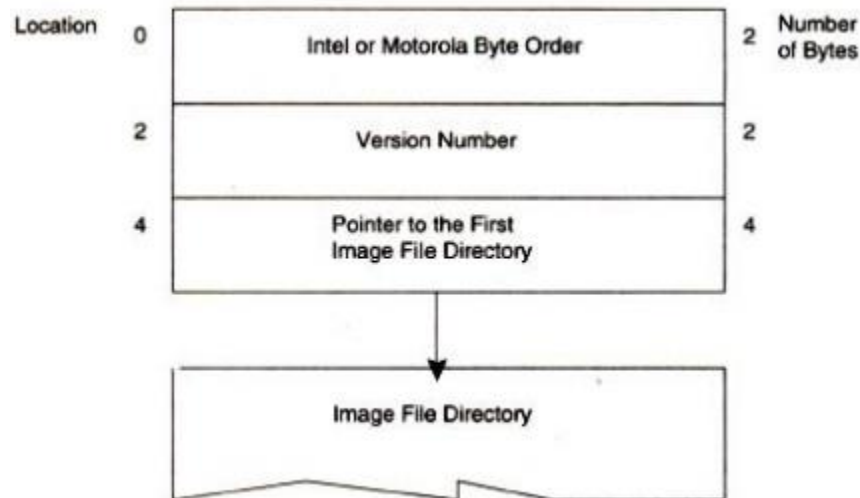 Location
0
Intel or Motorola Byte Order
2
Number
of Bytes
2
Version Number
2
4
Pointer to the First
Image File Directory
4
Image File Directory